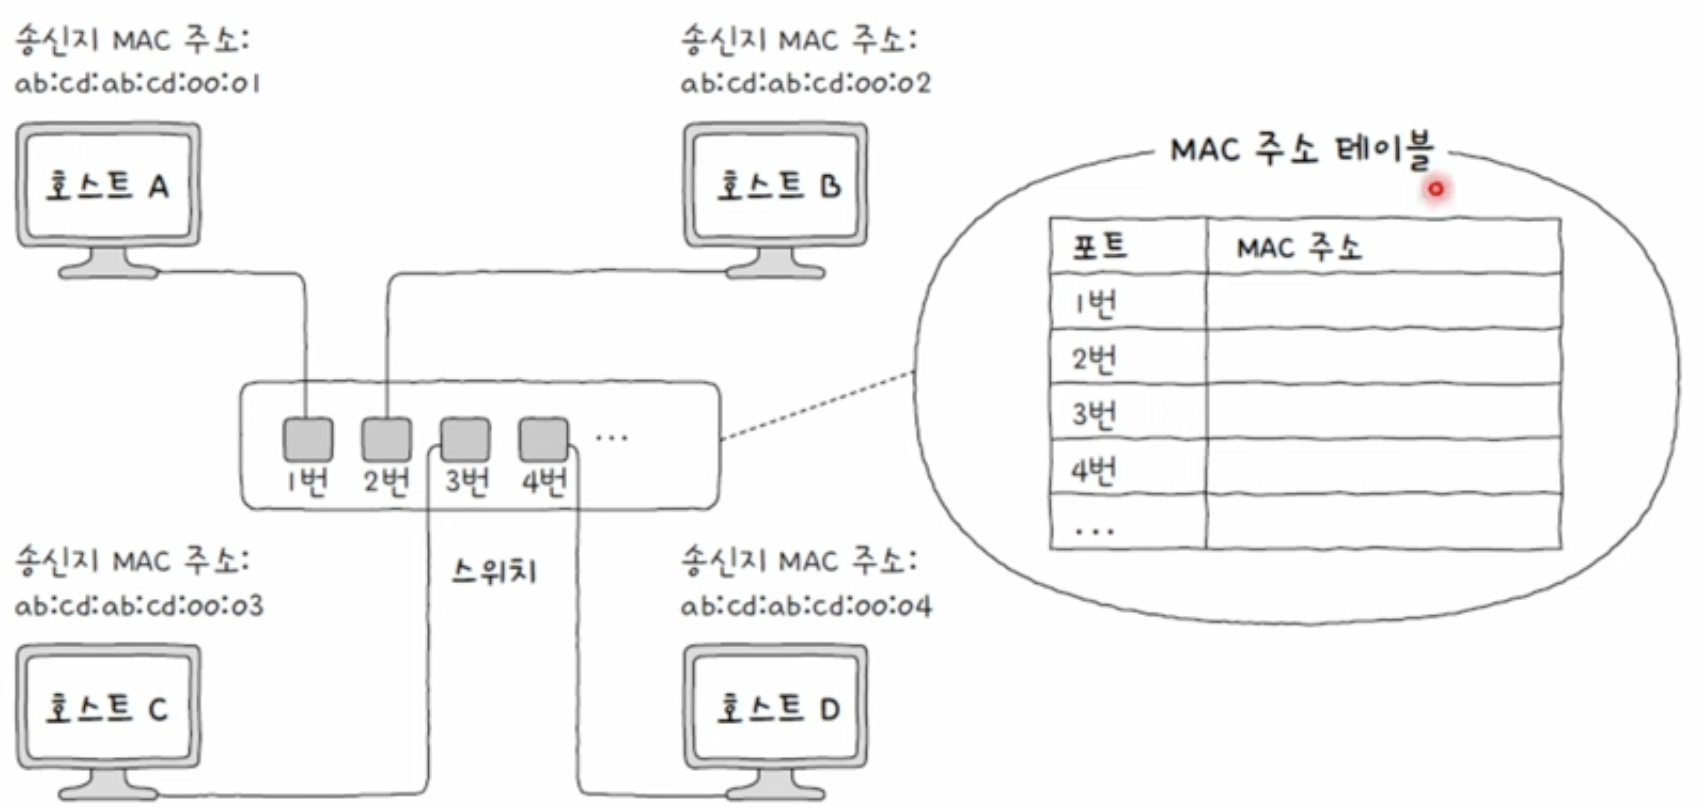 송신지 MAC 주소:
ab:cd:ab:cd:00:01
호스트 A
송신지 MAC 주소:
ab:cd:ab:cd:00:02
호스트 B
1번
2번
3번
4번
...
스위치
송신지 MAC 주소:
ab:cd:ab:cd:00:03
호스트 C
송신지 MAC 주소:
ab:cd:ab:cd:00:04
호스트 D
MAC 주소 테이블
포트 MAC 주소
1번
2번
3번
4번
...